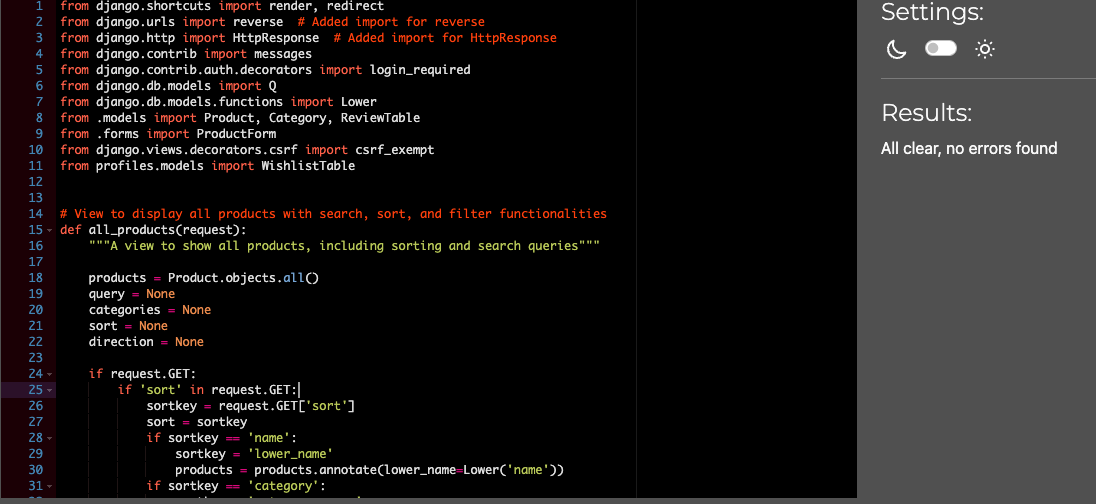 1 from django.shortcuts import render, redirect
2 from django.urls import reverse  # Added import for reverse
3 from django.http import HttpResponse  # Added import for HttpResponse
4 from django.contrib import messages
5 from django.contrib.auth.decorators import login_required
6 from django.db.models import Q
7 from django.db.models.functions import Lower
8 from .models import Product, Category, ReviewTable
9 from .forms import ProductForm
10 from django.views.decorators.csrf import csrf_exempt
11 from profiles.models import WishlistTable
12
13
14 # View to display all products with search, sort, and filter functionalities
15 def all_products(request):
16     """A view to show all products, including sorting and search queries"""
17
18     products = Product.objects.all()
19     query = None
20     categories = None
21     sort = None
22     direction = None
23
24     if request.GET:
25         if 'sort' in request.GET:
26             sortkey = request.GET['sort']
27             sort = sortkey
28             if sortkey == 'name':
29                 sortkey = 'lower_name'
30                 products = products.annotate(lower_name=Lower('name'))
31             if sortkey == 'category':
Settings:
Results:
All clear, no errors found